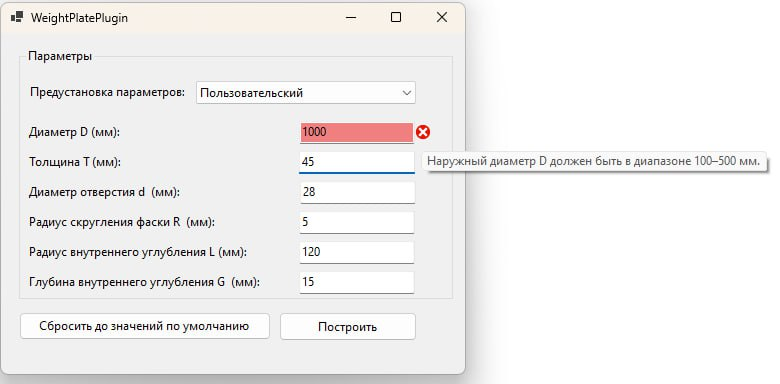 WeightPlatePlugin
Параметры
Предустановка параметров: Пользовательский
Диаметр D (мм): 1000
Толщина T (мм): 45
Наружный диаметр D должен быть в диапазоне 100–500 мм.
Диаметр отверстия d (мм): 28
Радиус скругления фаски R (мм): 5
Радиус внутреннего углубления L (мм): 120
Глубина внутреннего углубления G (мм): 15
Сбросить до значений по умолчанию Построить